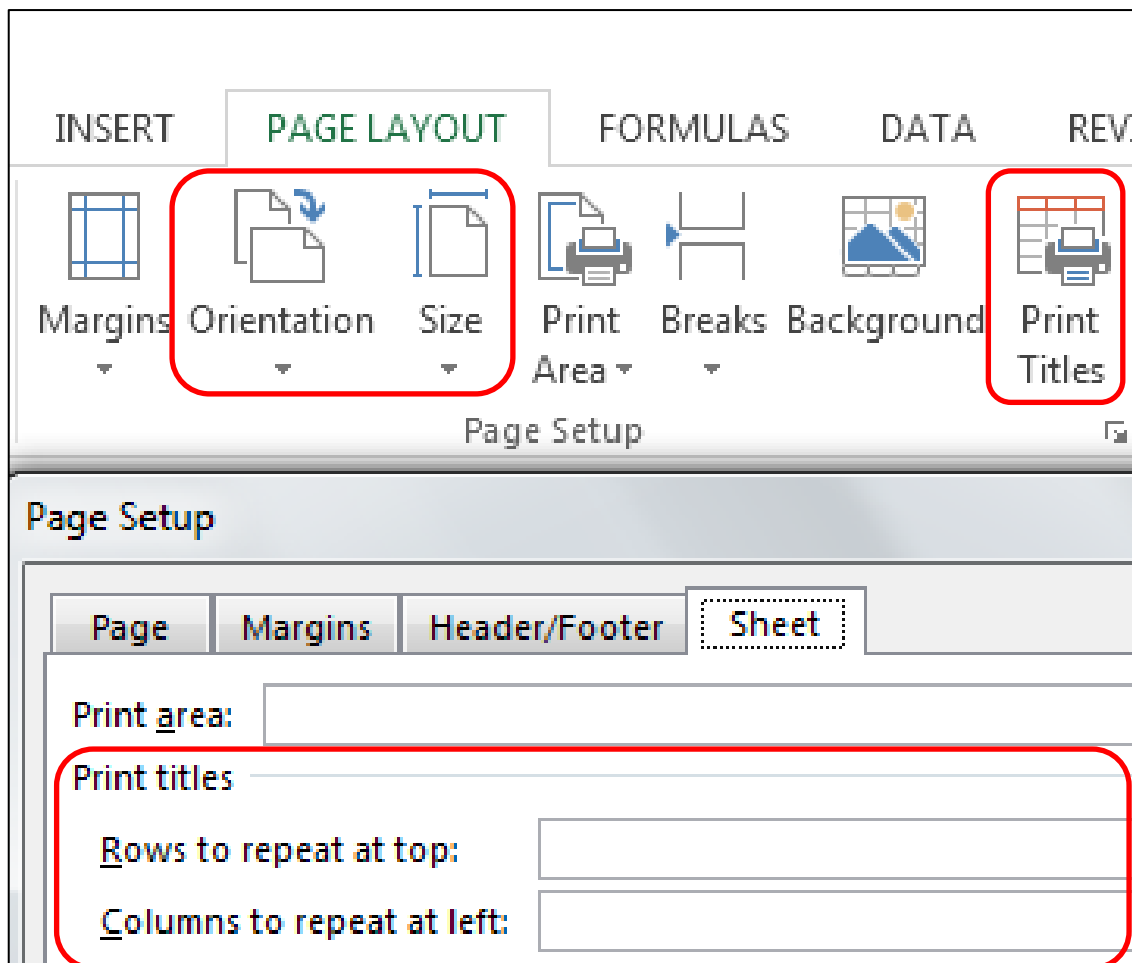 INSERT PAGE LAYOUT FORMULAS DATA
Margins Orientation Size Print Area Breaks Background Print Titles
Page Setup
Page Setup
Page Margins Header/Footer Sheet
Print area:
Print titles
Rows to repeat at top:
Columns to repeat at left: